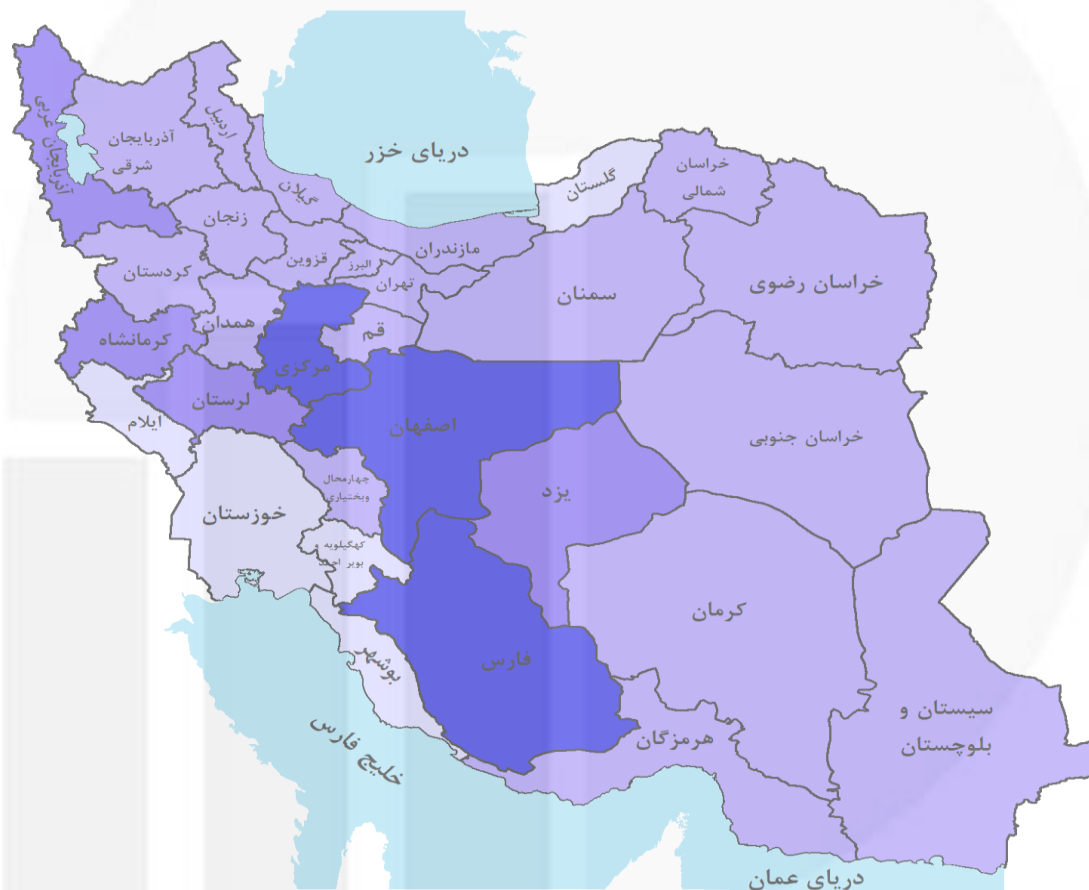 دریای خزر
آذربایجان غربی
آذربایجان
شرقی
اردبیل
گیلان
زنجان
کردستان
قزوین
البرز
تهران
مازندران
گلستان
خراسان
شمالی
خراسان رضوی
سمنان
قم
همدان
کرمانشاه
مرکزی
لرستان
ایلام
اصفهان
خراسان جنوبی
یزد
چهارمحال
وبختیاری
خوزستان
کهگیلویه و
بویر احمد
کرمان
فارس
بوشهر
هرمزگان
سیستان و
بلوچستان
خلیج فارس
دریای عمان